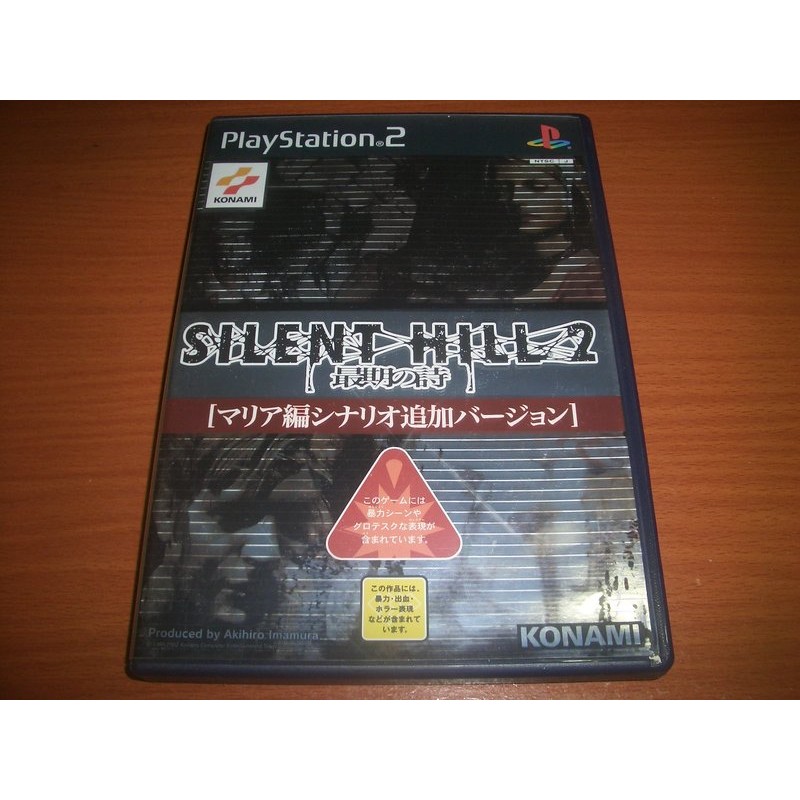 PlayStation®2
NTSC J
KONAMI
SILENT HILL 2
最期の詩
[マリア編シナリオ追加バージョン]
このゲームには
暴力シーンや
グロテスクな表現が
含まれています。
この作品には、
暴力・出血・
ホラー表現
などが含まれて
います。
Produced by Akihiro Imamura
KONAMI